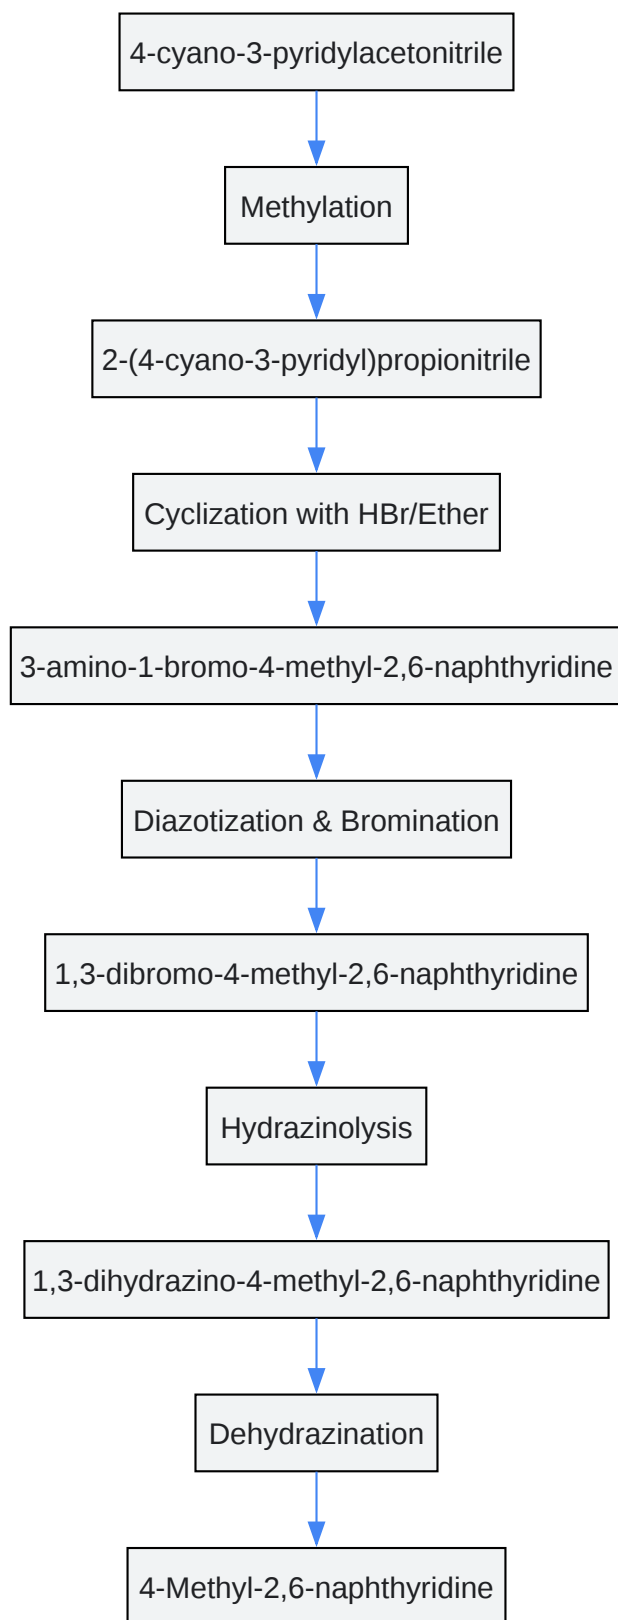 4-cyano-3-pyridylacetonitrile
Methylation
2-(4-cyano-3-pyridyl)propionitrile
Cyclization with HBr/Ether
3-amino-1-bromo-4-methyl-2,6-naphthyridine
Diazotization & Bromination
1,3-dibromo-4-methyl-2,6-naphthyridine
Hydrazinolysis
1,3-dihydrazino-4-methyl-2,6-naphthyridine
Dehydrazination
4-Methyl-2,6-naphthyridine